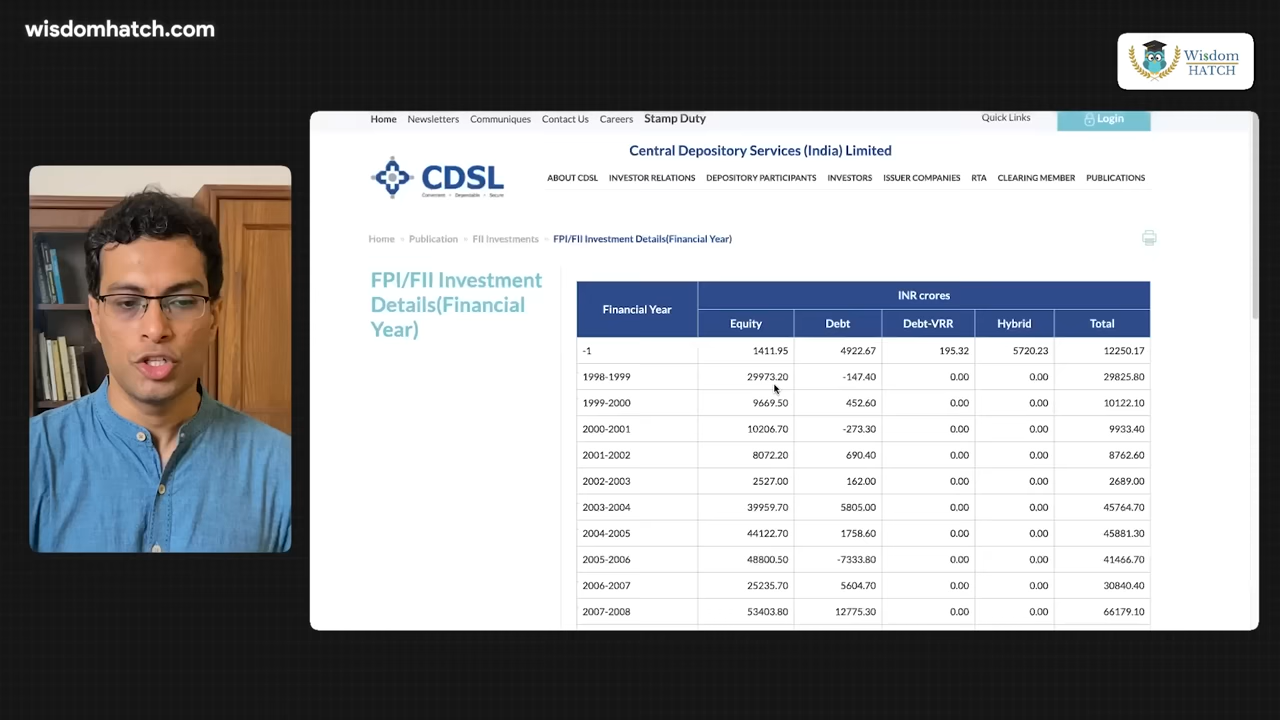 wisdomhatch.com
Wisdom
HATCH
Home Newsletters Communiques Contact Us Careers Stamp Duty Quick Links Login
Central Depository Services (India) Limited
CDSL
Convenient • Dependable • Secure
ABOUT CDSL INVESTOR RELATIONS DEPOSITORY PARTICIPANTS INVESTORS ISSUER COMPANIES RTA CLEARING MEMBER PUBLICATIONS
Home Publication FII Investments FPI/FII Investment Details(Financial Year)
FPI/FII Investment
Details(Financial
Year)
Financial Year INR crores
Equity Debt Debt-VRR Hybrid Total
-1 1411.95 4922.67 195.32 5720.23 12250.17
1998-1999 29973.20 -147.40 0.00 0.00 29825.80
1999-2000 9669.50 452.60 0.00 0.00 10122.10
2000-2001 10206.70 -273.30 0.00 0.00 9933.40
2001-2002 8072.20 690.40 0.00 0.00 8762.60
2002-2003 2527.00 162.00 0.00 0.00 2689.00
2003-2004 39959.70 5805.00 0.00 0.00 45764.70
2004-2005 44122.70 1758.60 0.00 0.00 45881.30
2005-2006 48800.50 -7333.80 0.00 0.00 41466.70
2006-2007 25235.70 5604.70 0.00 0.00 30840.40
2007-2008 53403.80 12775.30 0.00 0.00 66179.10